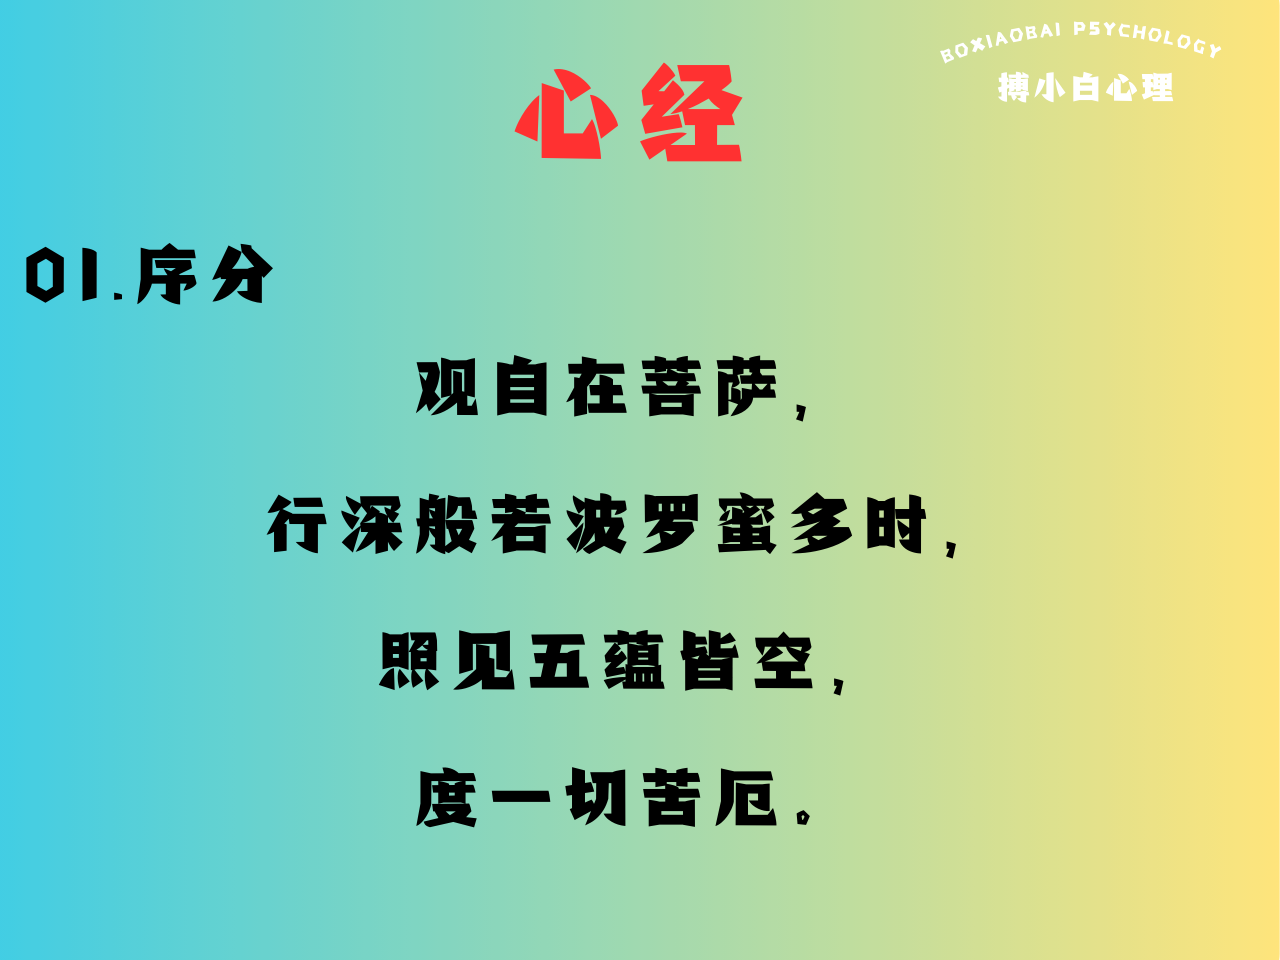 BOXIAOBAI PSYCHOLOGY
搏小白心理
心经
01.序分
观自在菩萨，
行深般若波罗蜜多时，
照见五蕴皆空，
度一切苦厄。